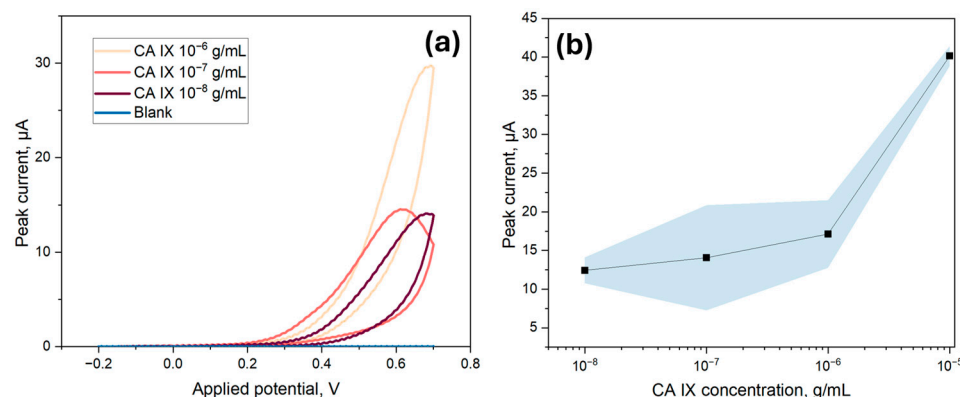 (a)
CA IX 10⁻⁶ g/mL
CA IX 10⁻⁷ g/mL
CA IX 10⁻⁸ g/mL
Blank
Peak current, µA
30
20
10
0
-0.2 0.0 0.2 0.4 0.6 0.8
Applied potential, V
(b)
Peak current, µA
45
40
35
30
25
20
15
10
5
10⁻⁸ 10⁻⁷ 10⁻⁶ 10⁻⁵
CA IX concentration, g/mL